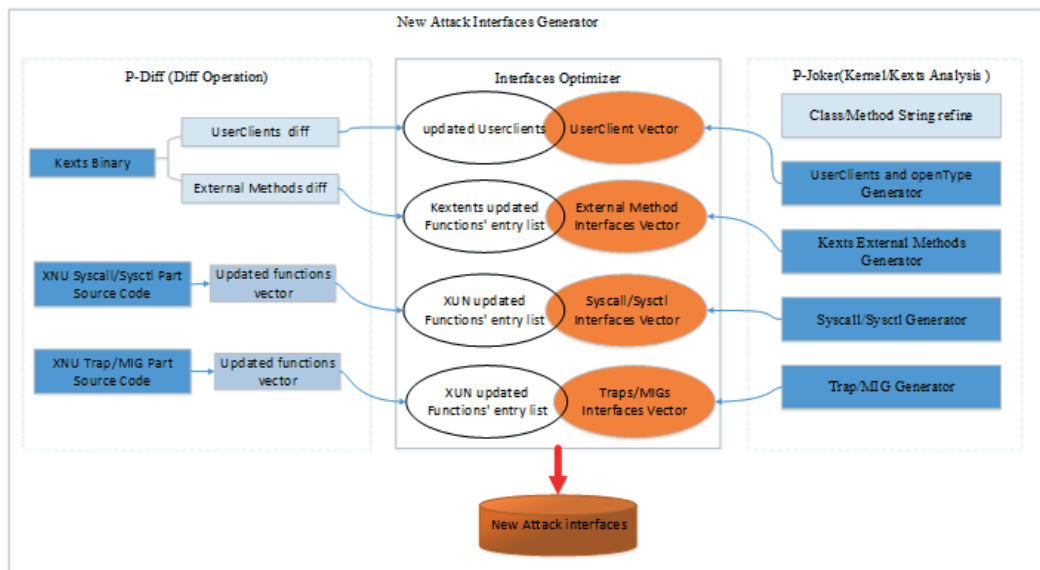 New Attack Interfaces Generator
P-Diff (Diff Operation)
Kexts Binary
UserClients diff
External Methods diff
XNU Syscall/Sysctl Part
Source Code
Updated functions
vector
XNU Trap/MIG Part
Source Code
Updated functions
vector
Interfaces Optimizer
updated Userclients
UserClient Vector
Kextents updated
Functions' entry list
External Method
Interfaces Vector
XUN updated
Functions' entry list
Syscall/Sysctl
Interfaces Vector
XUN updated
Functions' entry list
Traps/MIGs
Interfaces Vector
P-Joker(Kernel/Kexts Analysis )
Class/Method String refine
UserClients and openType
Generator
Kexts External Methods
Generator
Syscall/Sysctl Generator
Trap/MIG Generator
New Attack interfaces